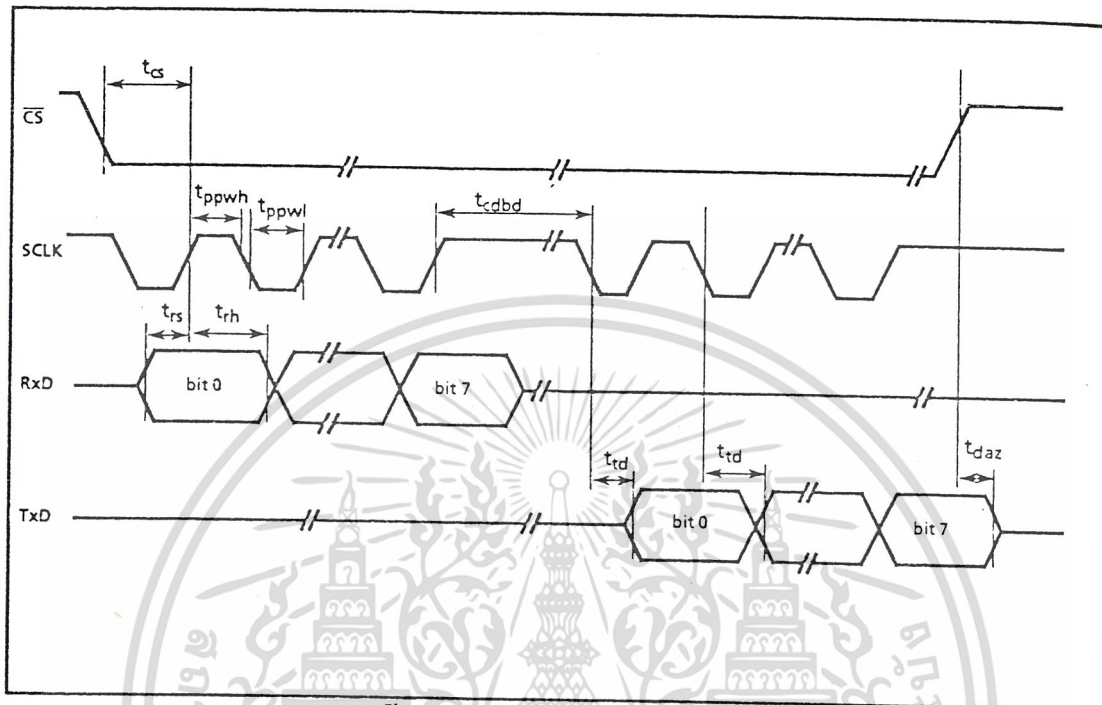 t_cs
CS
t_ppwh t_ppwl t_cdbd
SCLK
t_rs t_rh
RxD bit 0 bit 7
t_td t_td t_daz
TxD bit 0 bit 7